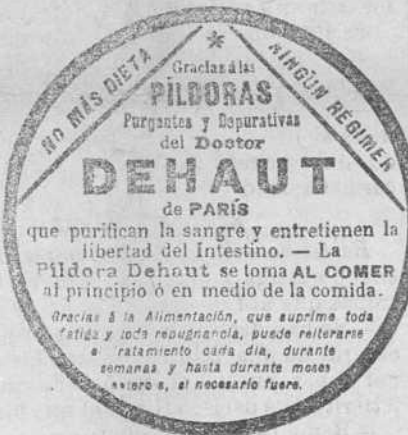 NO MÁS DIETA
NINGÚN RÉGIMEN
Gracias á las
PÍLDORAS
Purgantes y Depurativas
del Doctor
DEHAUT
de PARÍS
que purifican la sangre y entretienen la
libertad del Intestino. — La
Píldora Dehaut se toma AL COMER
al principio ó en medio de la comida.
Gracias á la Alimentación, que suprime toda
fatiga y toda repugnancia, puede reiterarse
ratamiento cada día, durante
semanas y hasta durante meses
si necesario fuere.